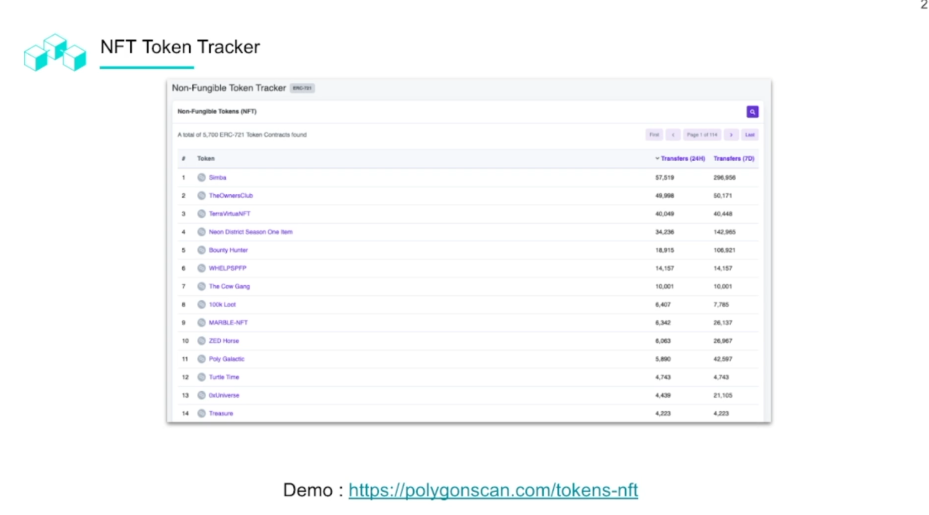 2
NFT Token Tracker
Non-Fungible Token Tracker ERC-721
Non-Fungible Tokens (NFT)
A total of 5,700 ERC-721 Token Contracts found
First < Page 1 of 114 > Last
# Token Transfers (24H) Transfers (7D)
1 Simba 57,519 296,956
2 TheOwnersClub 49,998 50,171
3 TerraVirtuaNFT 40,049 40,448
4 Neon District Season One Item 34,236 142,965
5 Bounty Hunter 18,915 106,921
6 WHELPSPFP 14,157 14,157
7 The Cow Gang 10,001 10,001
8 100k Loot 6,407 7,785
9 MARBLE-NFT 6,342 26,137
10 ZED Horse 6,063 26,967
11 Poly Galactic 5,890 42,597
12 Turtle Time 4,743 4,743
13 0xUniverse 4,439 21,105
14 Treasure 4,223 4,223
Demo : https://polygonscan.com/tokens-nft